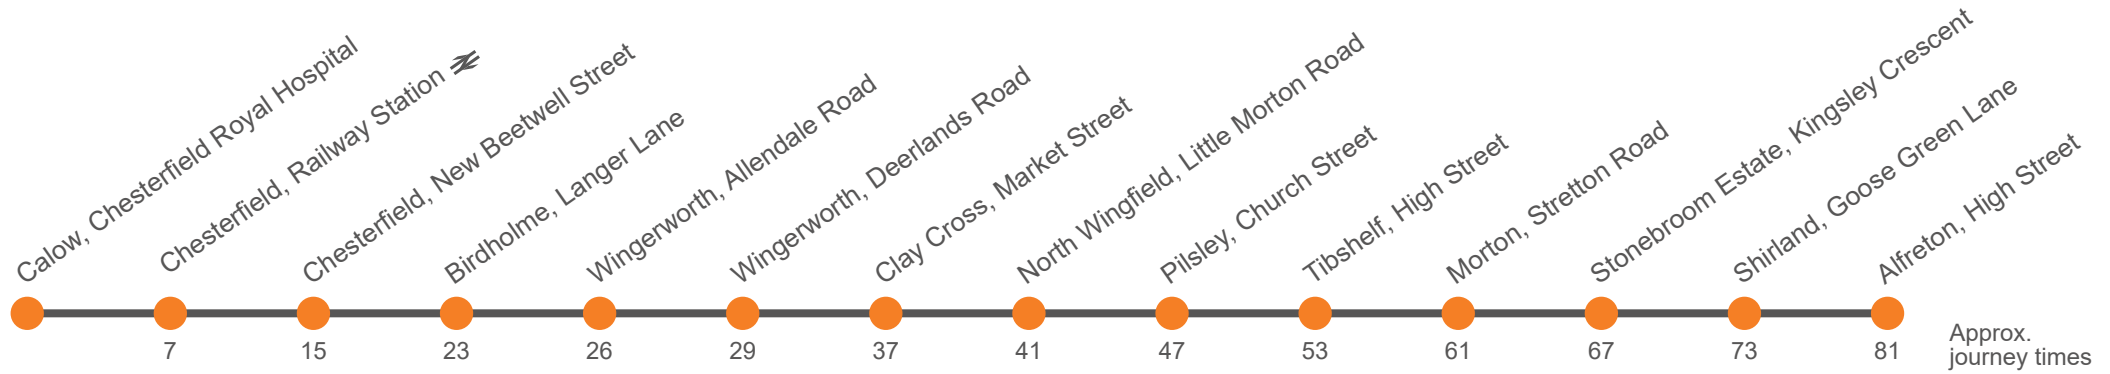 Calow, Chesterfield Royal Hospital
Chesterfield, Railway Station
Chesterfield, New Beetwell Street
Birdholme, Langer Lane
Wingerworth, Allendale Road
Wingerworth, Deerlands Road
Clay Cross, Market Street
North Wingfield, Little Morton Road
Pilsley, Church Street
Tibshelf, High Street
Morton, Stretton Road
Stonebroom Estate, Kingsley Crescent
Shirland, Goose Green Lane
Alfreton, High Street
7 15 23 26 29 37 41 47 53 61 67 73 81
Approx.
journey times